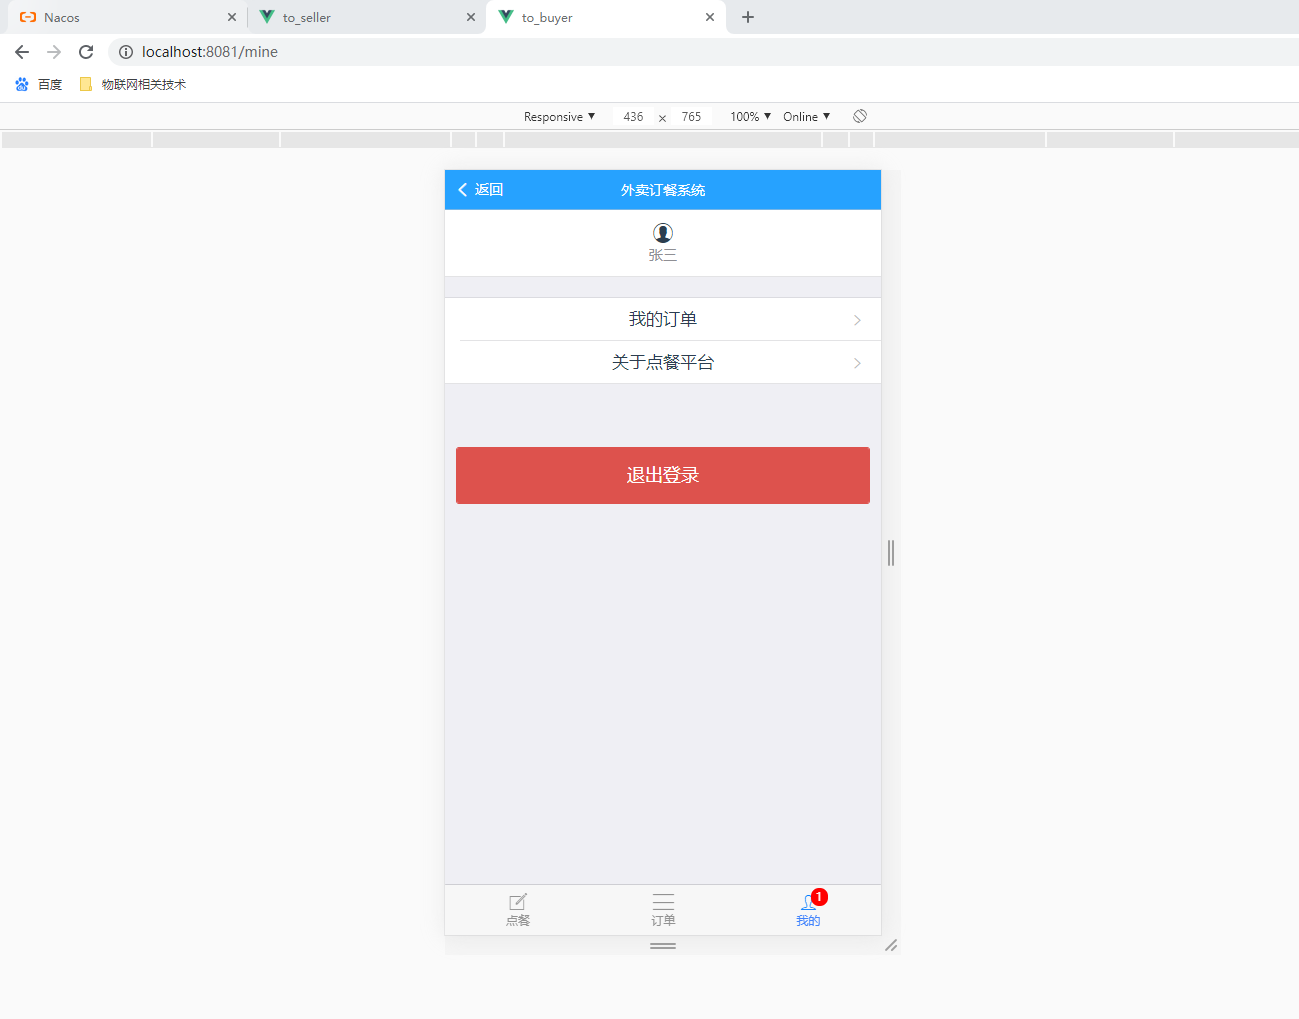 Nacos
to_seller
to_buyer
localhost:8081/mine
百度
物联网相关技术
Responsive ▼ 436 × 765 100% ▼ Online ▼
返回
外卖订餐系统
张三
我的订单
关于点餐平台
退出登录
1
点餐
订单
我的